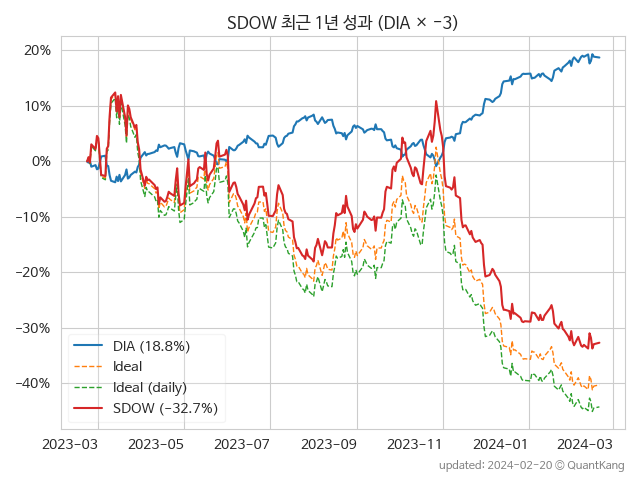 SDOW 최근 1년 성과 (DIA × −3)
20%
10%
0%
−10%
−20%
−30%
−40%
DIA (18.8%)
Ideal
Ideal (daily)
SDOW (−32.7%)
2023-03 2023-05 2023-07 2023-09 2023-11 2024-01 2024-03
updated: 2024-02-20 © QuantKang